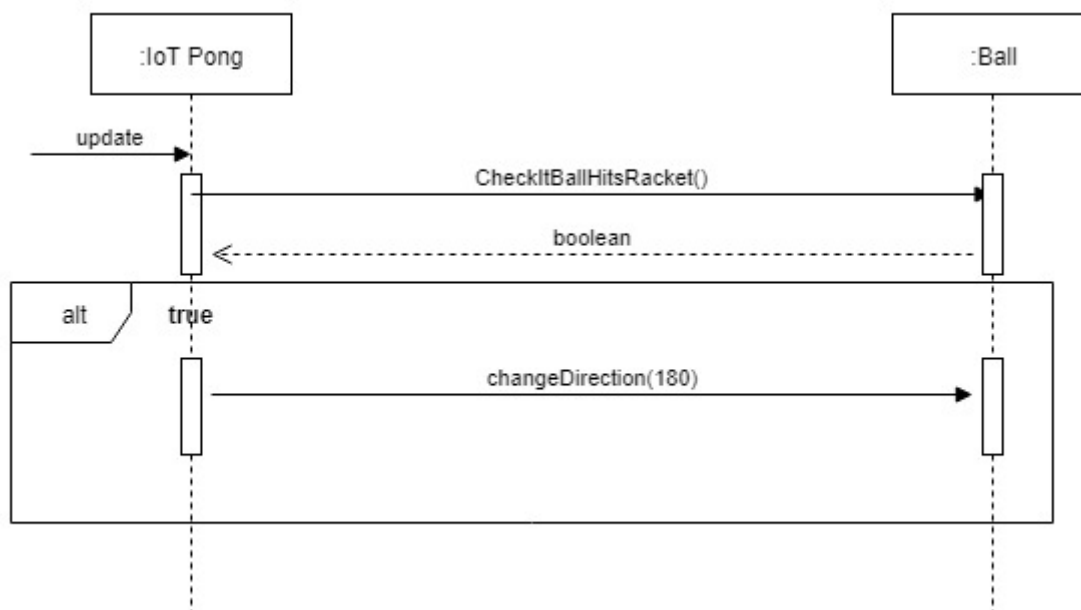 :IoT Pong
:Ball
update
CheckItBallHitsRacket()
boolean
alt
true
changeDirection(180)